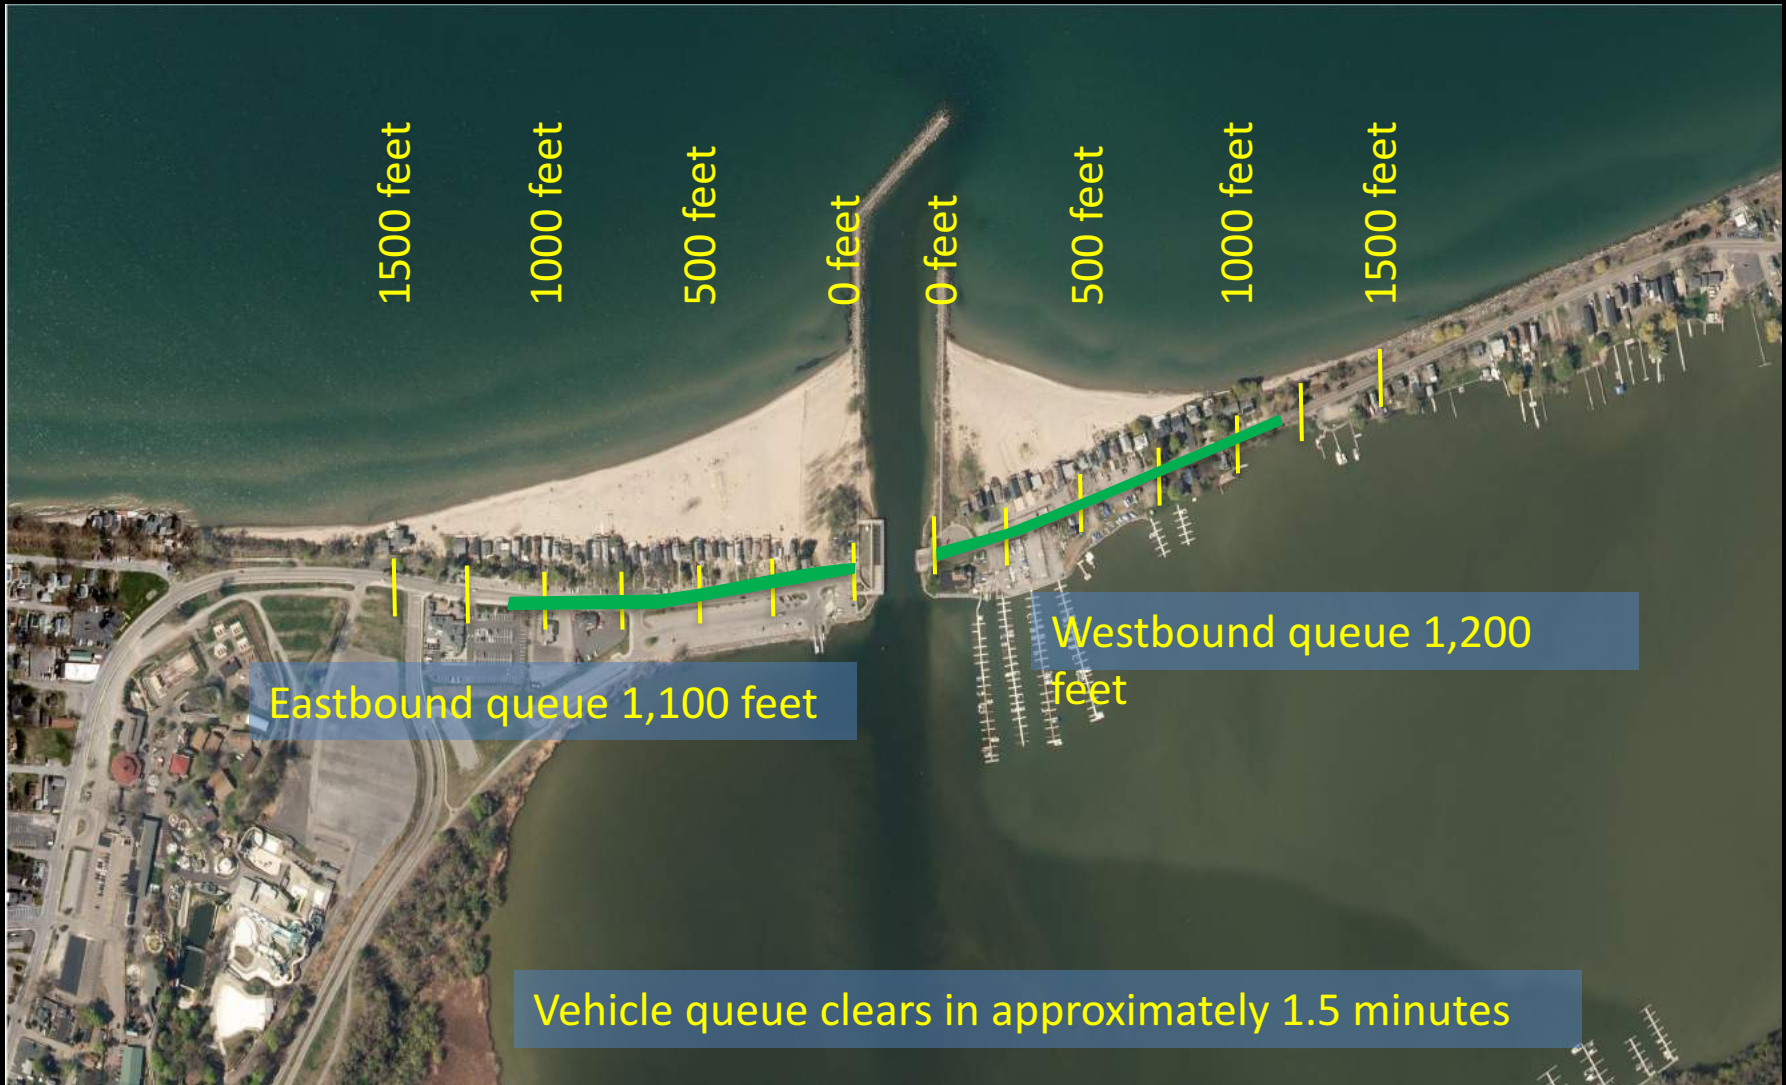 1500 feet
1000 feet
500 feet
0 feet
0 feet
500 feet
1000 feet
1500 feet
Westbound queue 1,200
feet
Eastbound queue 1,100 feet
Vehicle queue clears in approximately 1.5 minutes